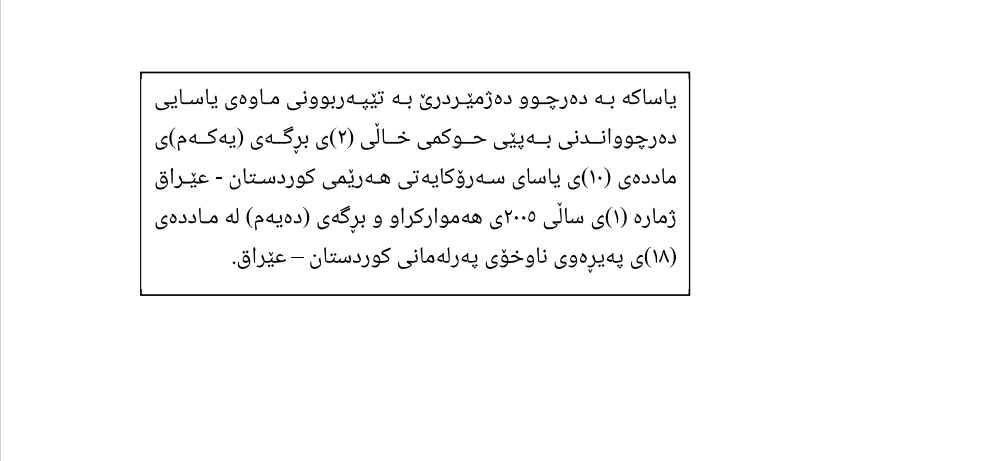 یاساکە بە دەرچوو دەژمێردرێ بە تێپەربوونی ماوەی یاسایی
دەرچوواندنی بەپێی حوکمی خاڵی (٢)ی بڕگەی (یەکەم)ی
ماددەی (١٠)ی یاسای سەرۆکایەتی هەرێمی کوردستان - عێراق
ژمارە (١)ی ساڵی ٢٠٠٥ی هەموارکراو و بڕگەی (دەیەم) لە ماددەی
(١٨)ی پەیڕەوی ناوخۆی پەرلەمانی کوردستان – عێراق.